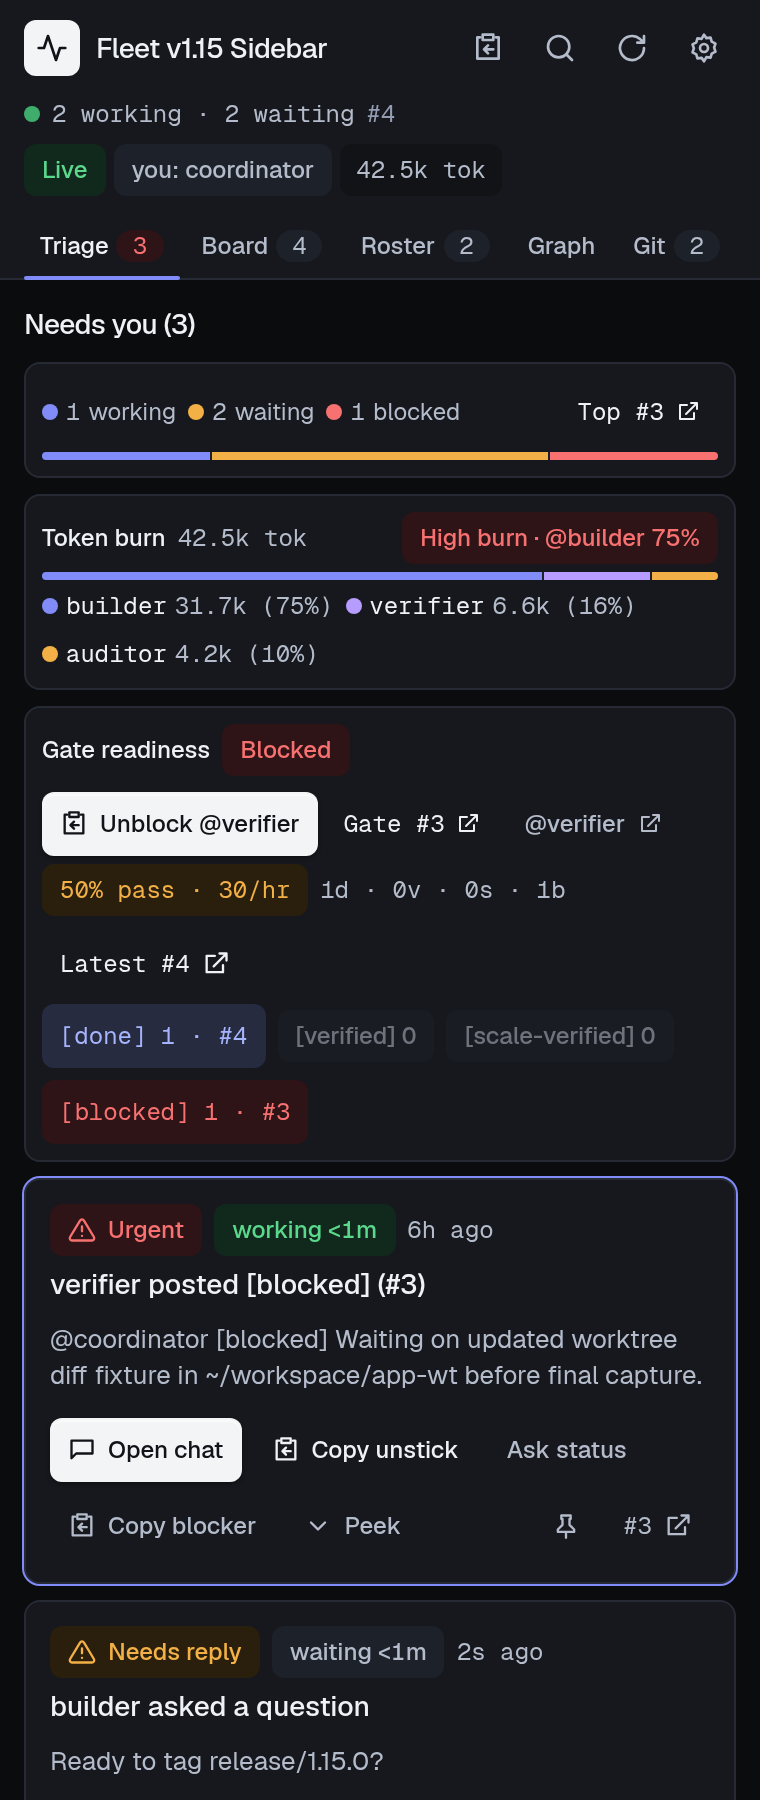 Fleet v1.15 Sidebar
2 working · 2 waiting #4
Live you: coordinator 42.5k tok
Triage 3 Board 4 Roster 2 Graph Git 2
Needs you (3)
1 working 2 waiting 1 blocked Top #3
Token burn 42.5k tok High burn · @builder 75%
builder 31.7k (75%) verifier 6.6k (16%)
auditor 4.2k (10%)
Gate readiness Blocked
Unblock @verifier Gate #3 @verifier
50% pass · 30/hr 1d · 0v · 0s · 1b
Latest #4
[done] 1 · #4 [verified] 0 [scale-verified] 0
[blocked] 1 · #3
Urgent working <1m 6h ago
verifier posted [blocked] (#3)
@coordinator [blocked] Waiting on updated worktree
diff fixture in ~/workspace/app-wt before final capture.
Open chat Copy unstick Ask status
Copy blocker Peek #3
Needs reply waiting <1m 2s ago
builder asked a question
Ready to tag release/1.15.0?